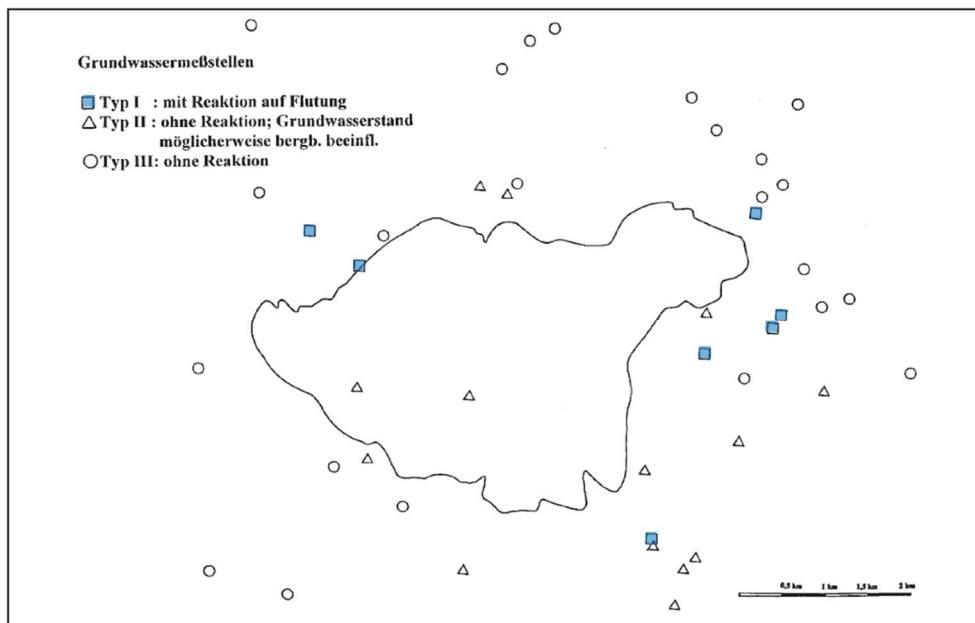 Grundwassermeßstellen
Typ I : mit Reaktion auf Flutung
Typ II : ohne Reaktion; Grundwasserstand
möglicherweise bergb. beeinfl.
Typ III: ohne Reaktion
0,5 km 1 km 1,5 km 2 km